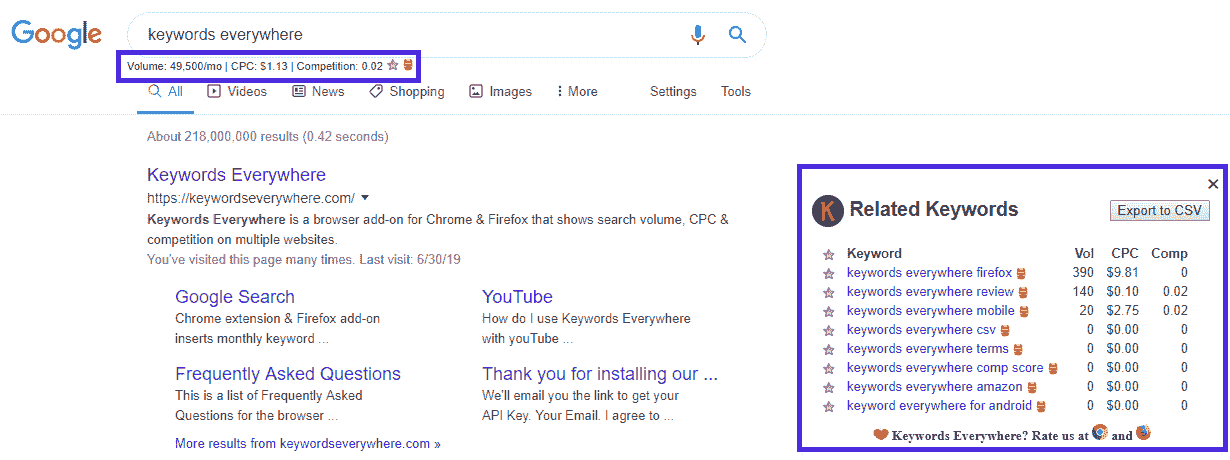 Google
keywords everywhere
Volume: 49,500/mo | CPC: $1.13 | Competition: 0.02
All Videos News Shopping Images More Settings Tools
About 218,000,000 results (0.42 seconds)
Keywords Everywhere
https://keywordseverywhere.com/
Keywords Everywhere is a browser add-on for Chrome & Firefox that shows search volume, CPC &
competition on multiple websites.
You've visited this page many times. Last visit: 6/30/19
Google Search
Chrome extension & Firefox add-on
inserts monthly keyword ...
YouTube
How do I use Keywords Everywhere
with youTube ...
Frequently Asked Questions
This is a list of Frequently Asked
Questions for the browser ...
Thank you for installing our ...
We'll email you the link to get your
API Key. Your Email. I agree to ...
More results from keywordseverywhere.com »
K Related Keywords Export to CSV
Keyword Vol CPC Comp
keywords everywhere firefox 390 $9.81 0
keywords everywhere review 140 $0.10 0.02
keywords everywhere mobile 20 $2.75 0.02
keywords everywhere csv 0 $0.00 0
keywords everywhere terms 0 $0.00 0
keywords everywhere comp score 0 $0.00 0
keywords everywhere amazon 0 $0.00 0
keyword everywhere for android 0 $0.00 0
Keywords Everywhere? Rate us at and